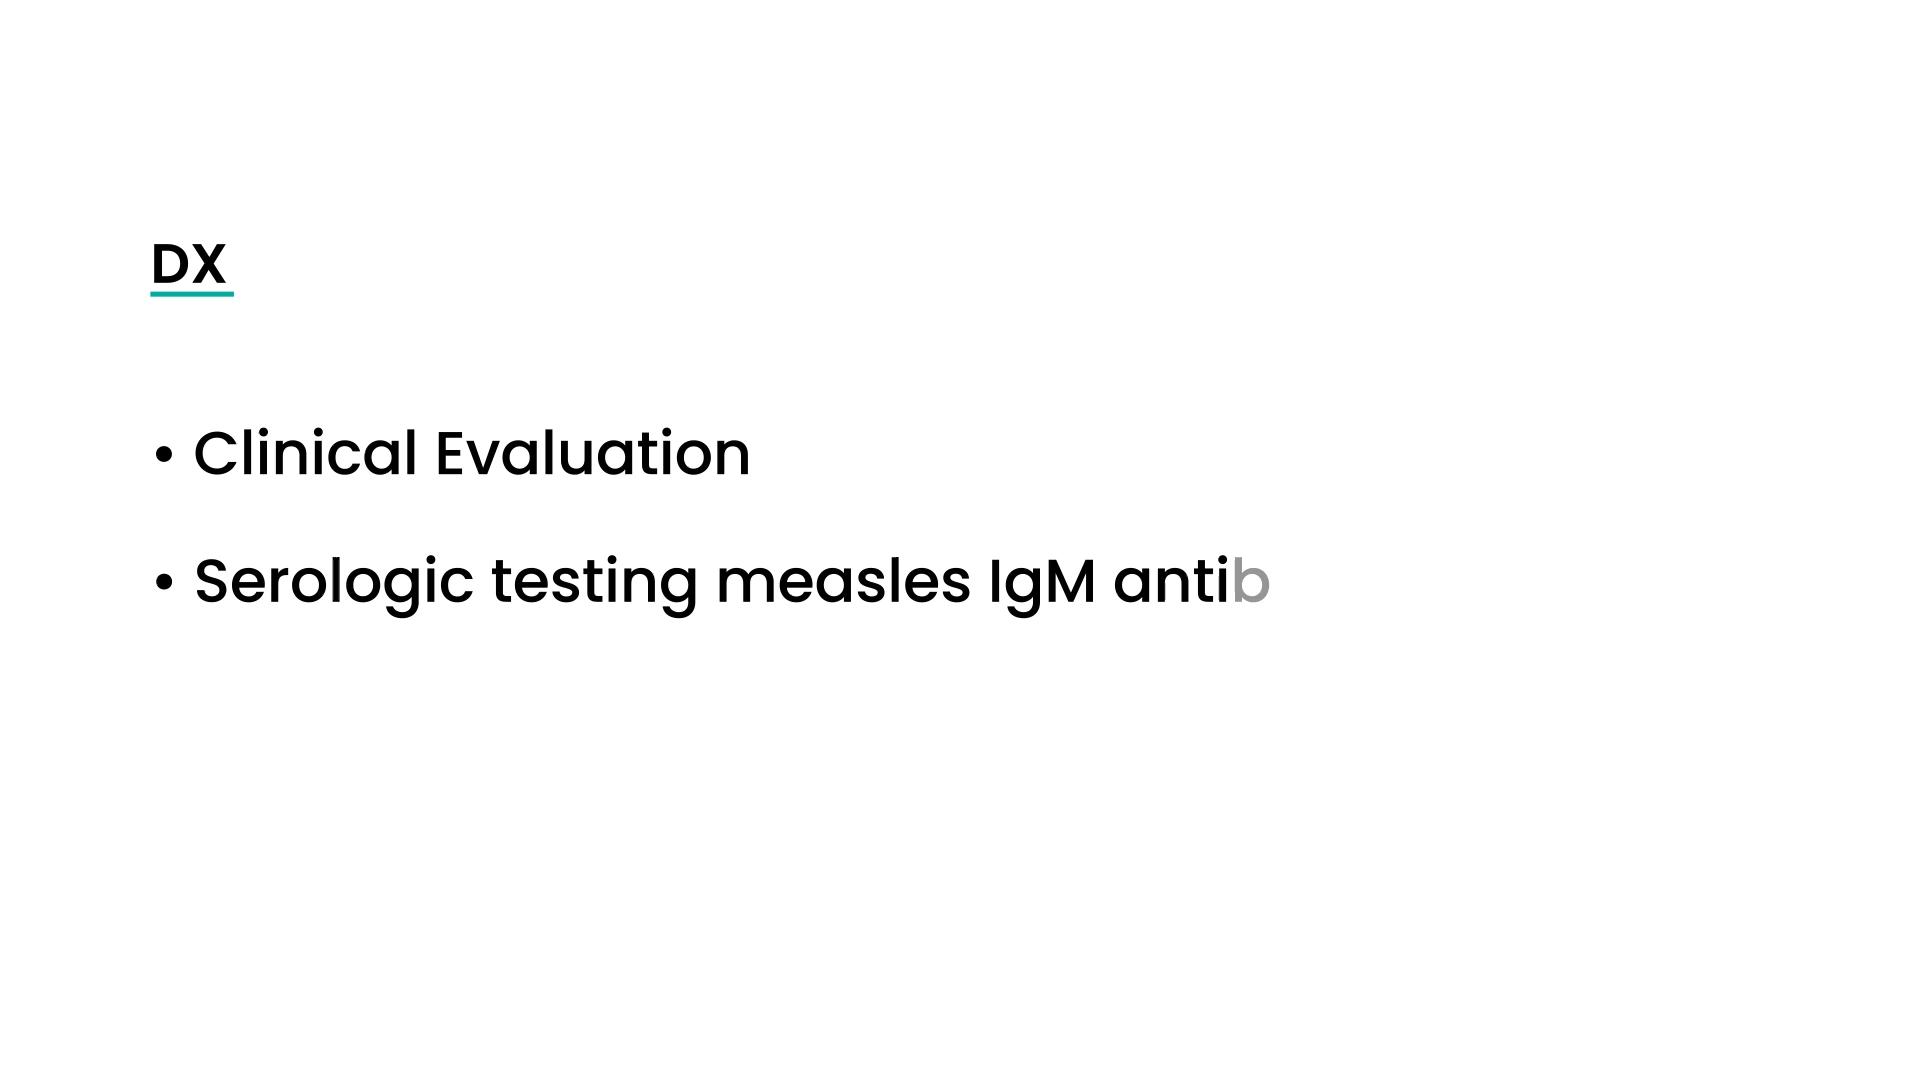 DX
• Clinical Evaluation
• Serologic testing measles IgM antib